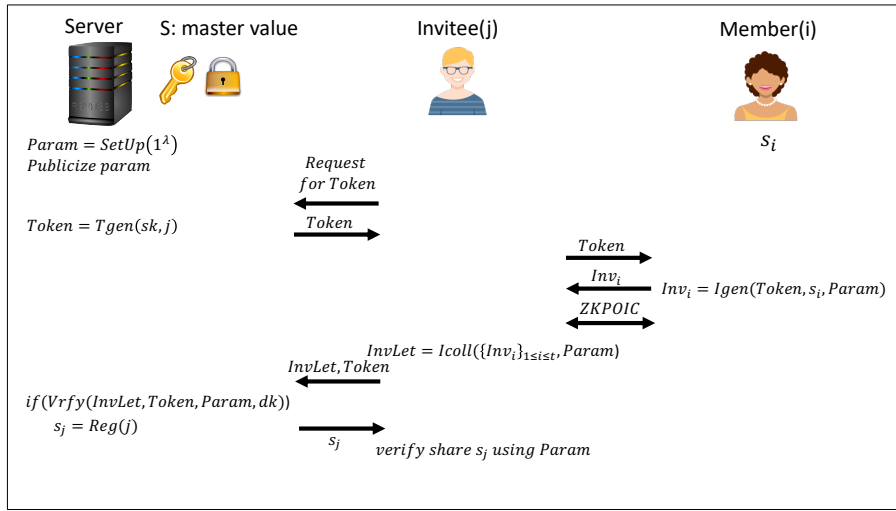 Server
S: master value
Invitee(j)
Member(i)
Param = SetUp(1^λ)
Publicize param
s_i
Request
for Token
Token = Tgen(sk, j)
Token
Token
Inv_i
Inv_i = Igen(Token, s_i, Param)
ZKPOIC
InvLet = Icoll({Inv_i}_{1≤i≤t}, Param)
InvLet, Token
if(Vrfy(InvLet, Token, Param, dk))
s_j = Reg(j)
s_j
verify share s_j using Param